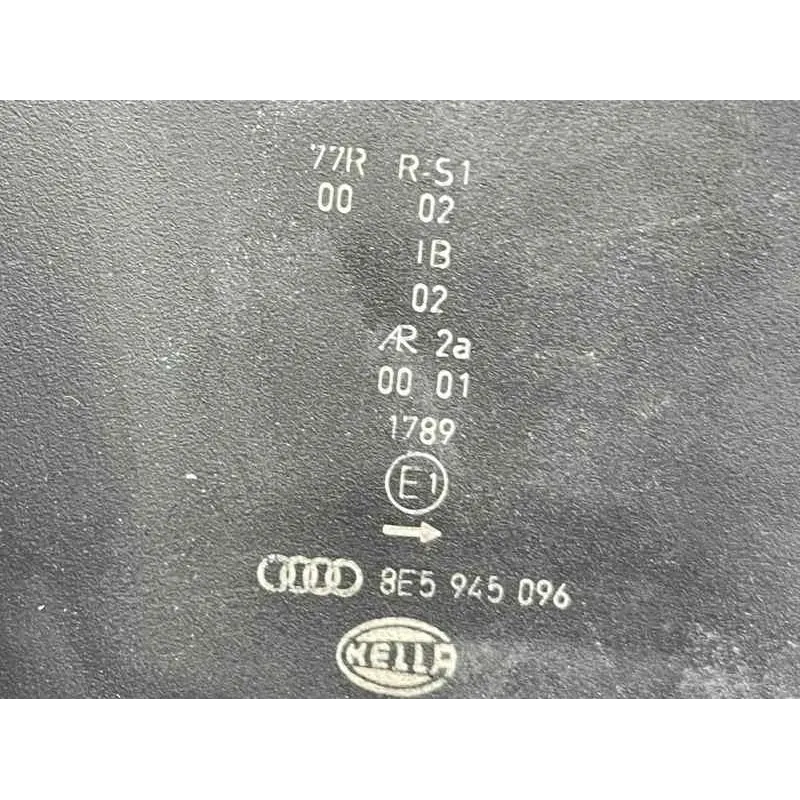 77R R-S1
00 02
IB
02
AR 2a
00 01
1789
E1
8E5 945 096
HELLA